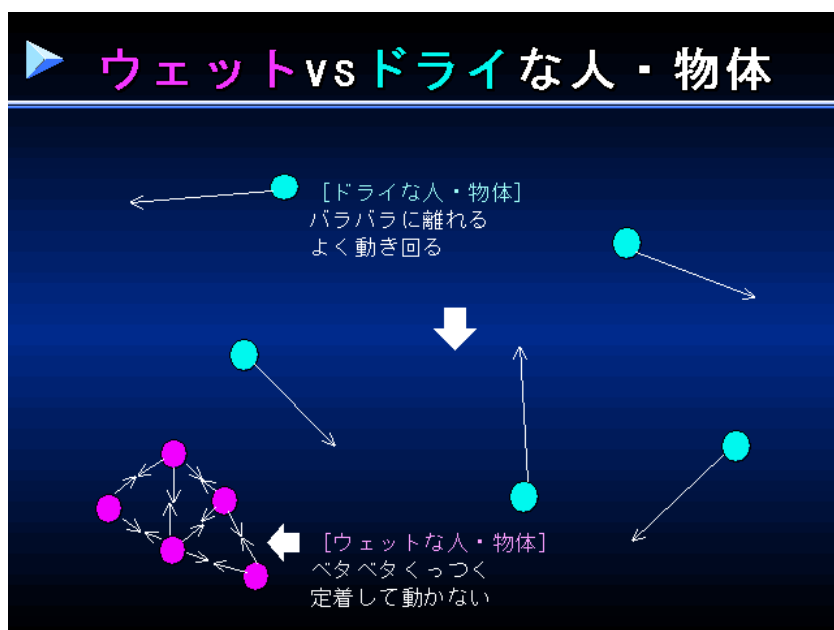 ウェットvsドライな人・物体
[ドライな人・物体]
バラバラに離れる
よく動き回る
[ウェットな人・物体]
ベタベタくっつく
定着して動かない